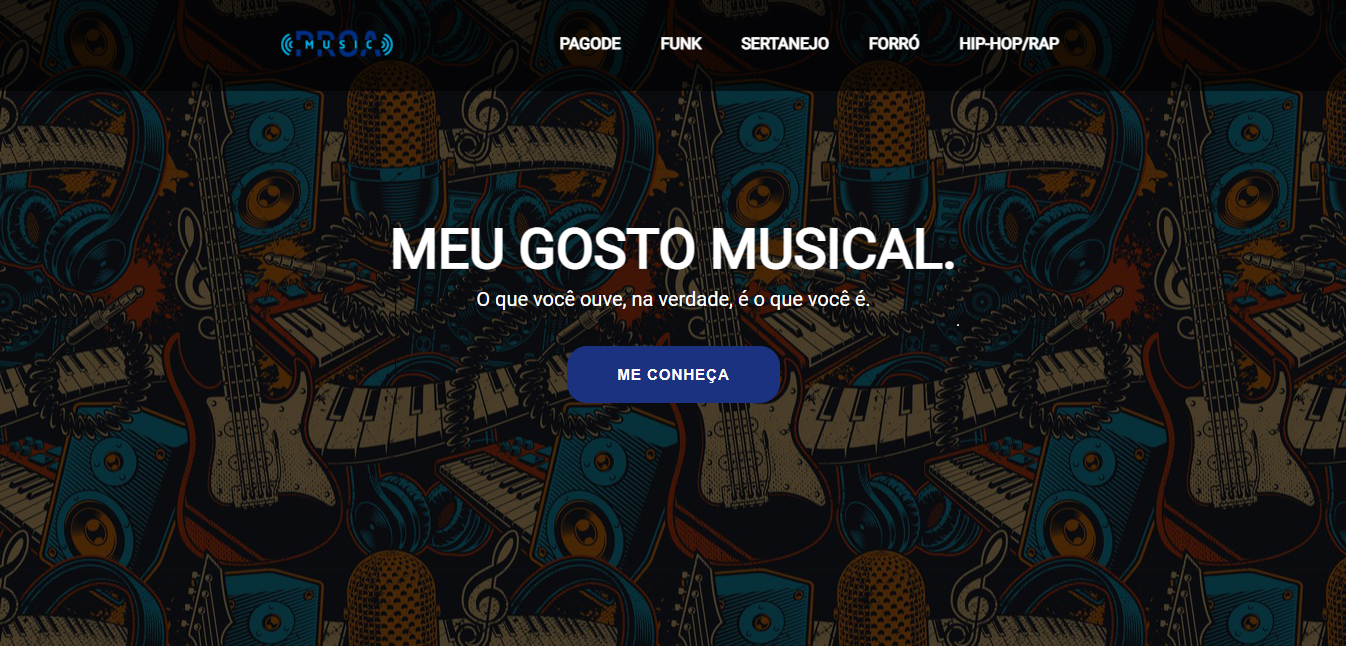 PROA
MUSIC
PAGODE FUNK SERTANEJO FORRÓ HIP-HOP/RAP
MEU GOSTO MUSICAL.
O que você ouve, na verdade, é o que você é.
.
ME CONHEÇA